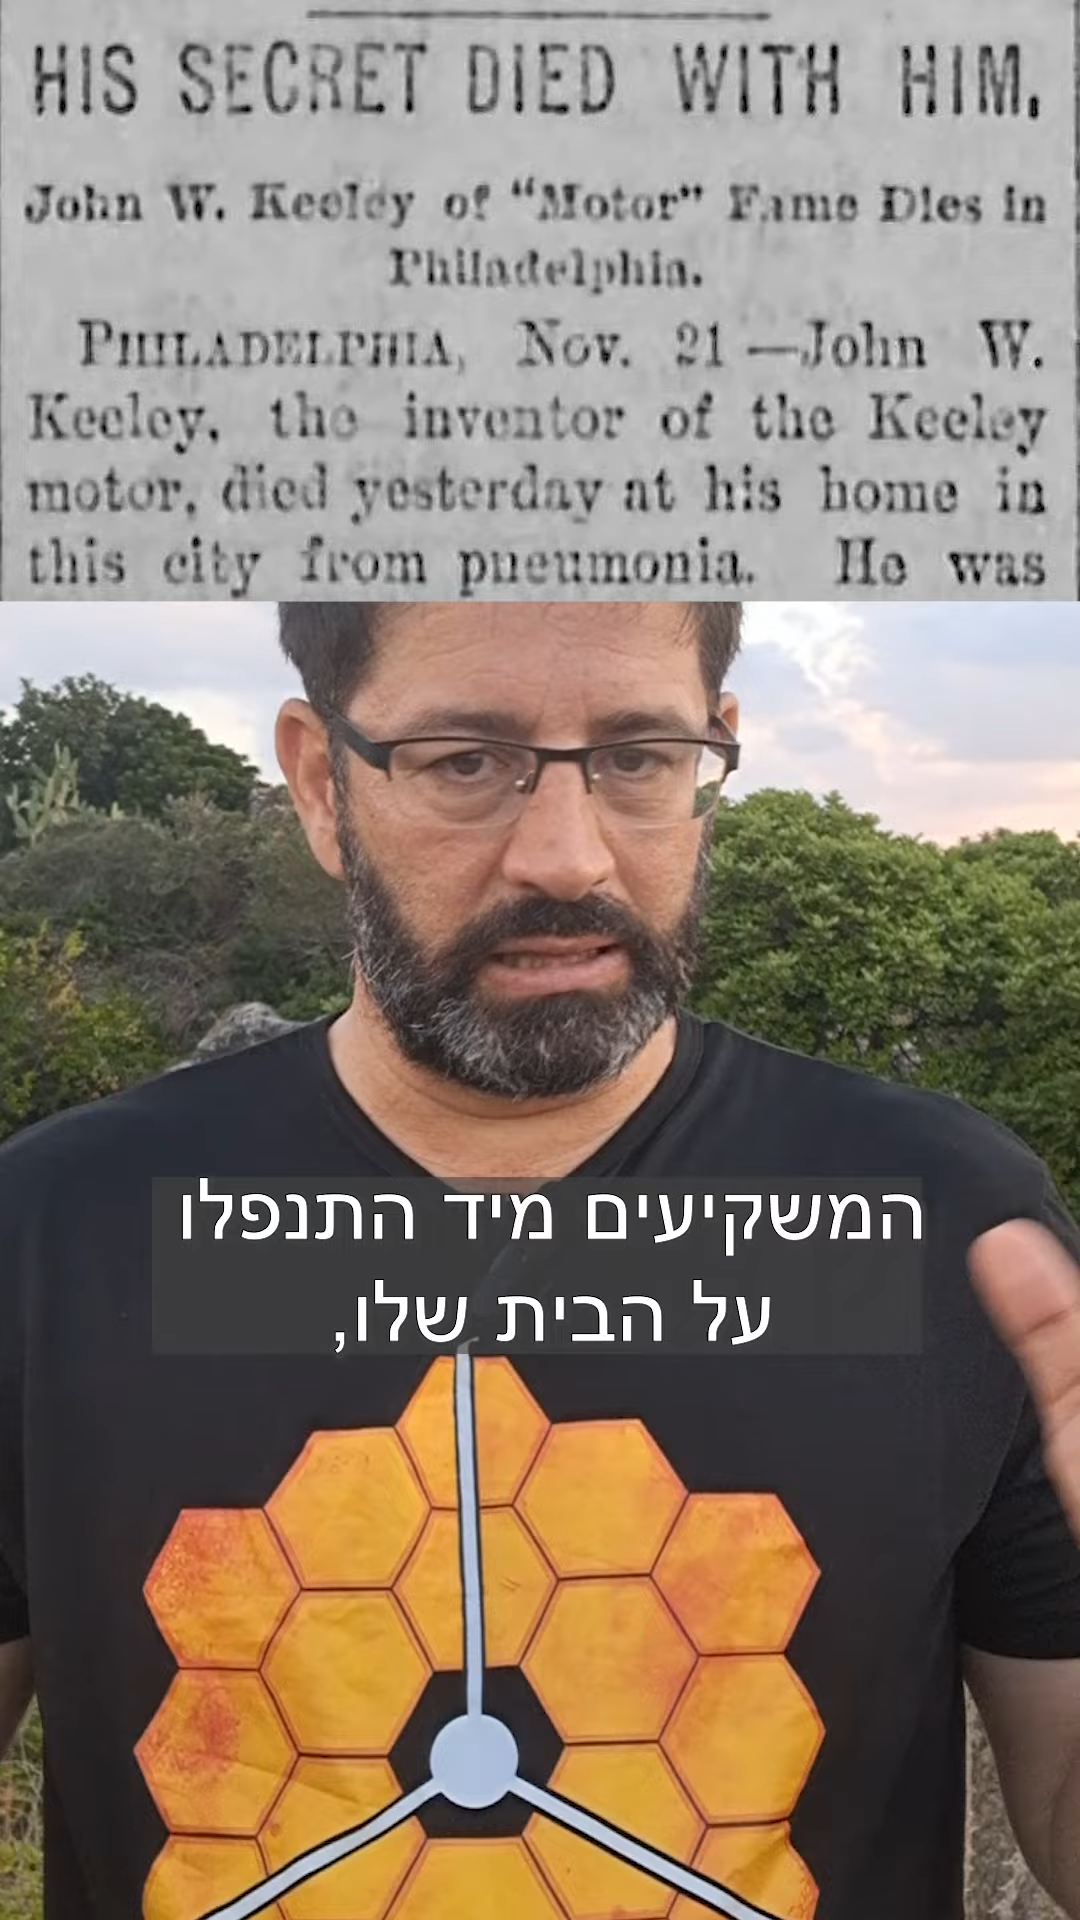 HIS SECRET DIED WITH HIM.
John W. Keeley of "Motor" Fame Dies in
Philadelphia.
PHILADELPHIA, Nov. 21—John W.
Keeley, the inventor of the Keeley
motor, died yesterday at his home in
this city from pneumonia. He was
המשקיעים מיד התנפלו
על הבית שלו,